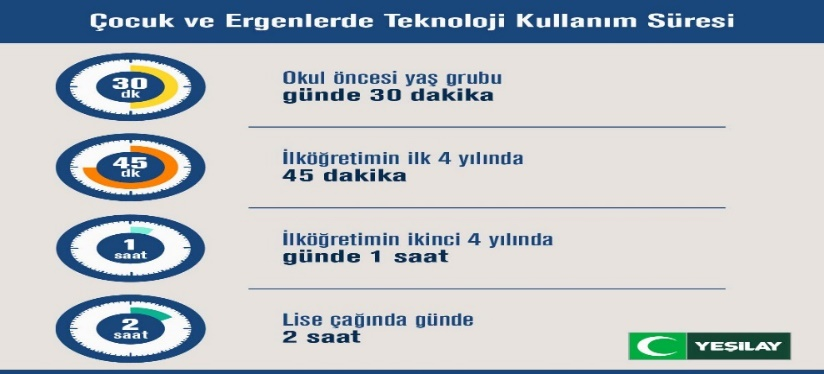 Çocuk ve Ergenlerde Teknoloji Kullanım Süresi
30
dk
Okul öncesi yaş grubu
günde 30 dakika
45
dk
İlköğretimin ilk 4 yılında
45 dakika
1
saat
İlköğretimin ikinci 4 yılında
günde 1 saat
2
saat
Lise çağında günde
2 saat
YEŞİLAY